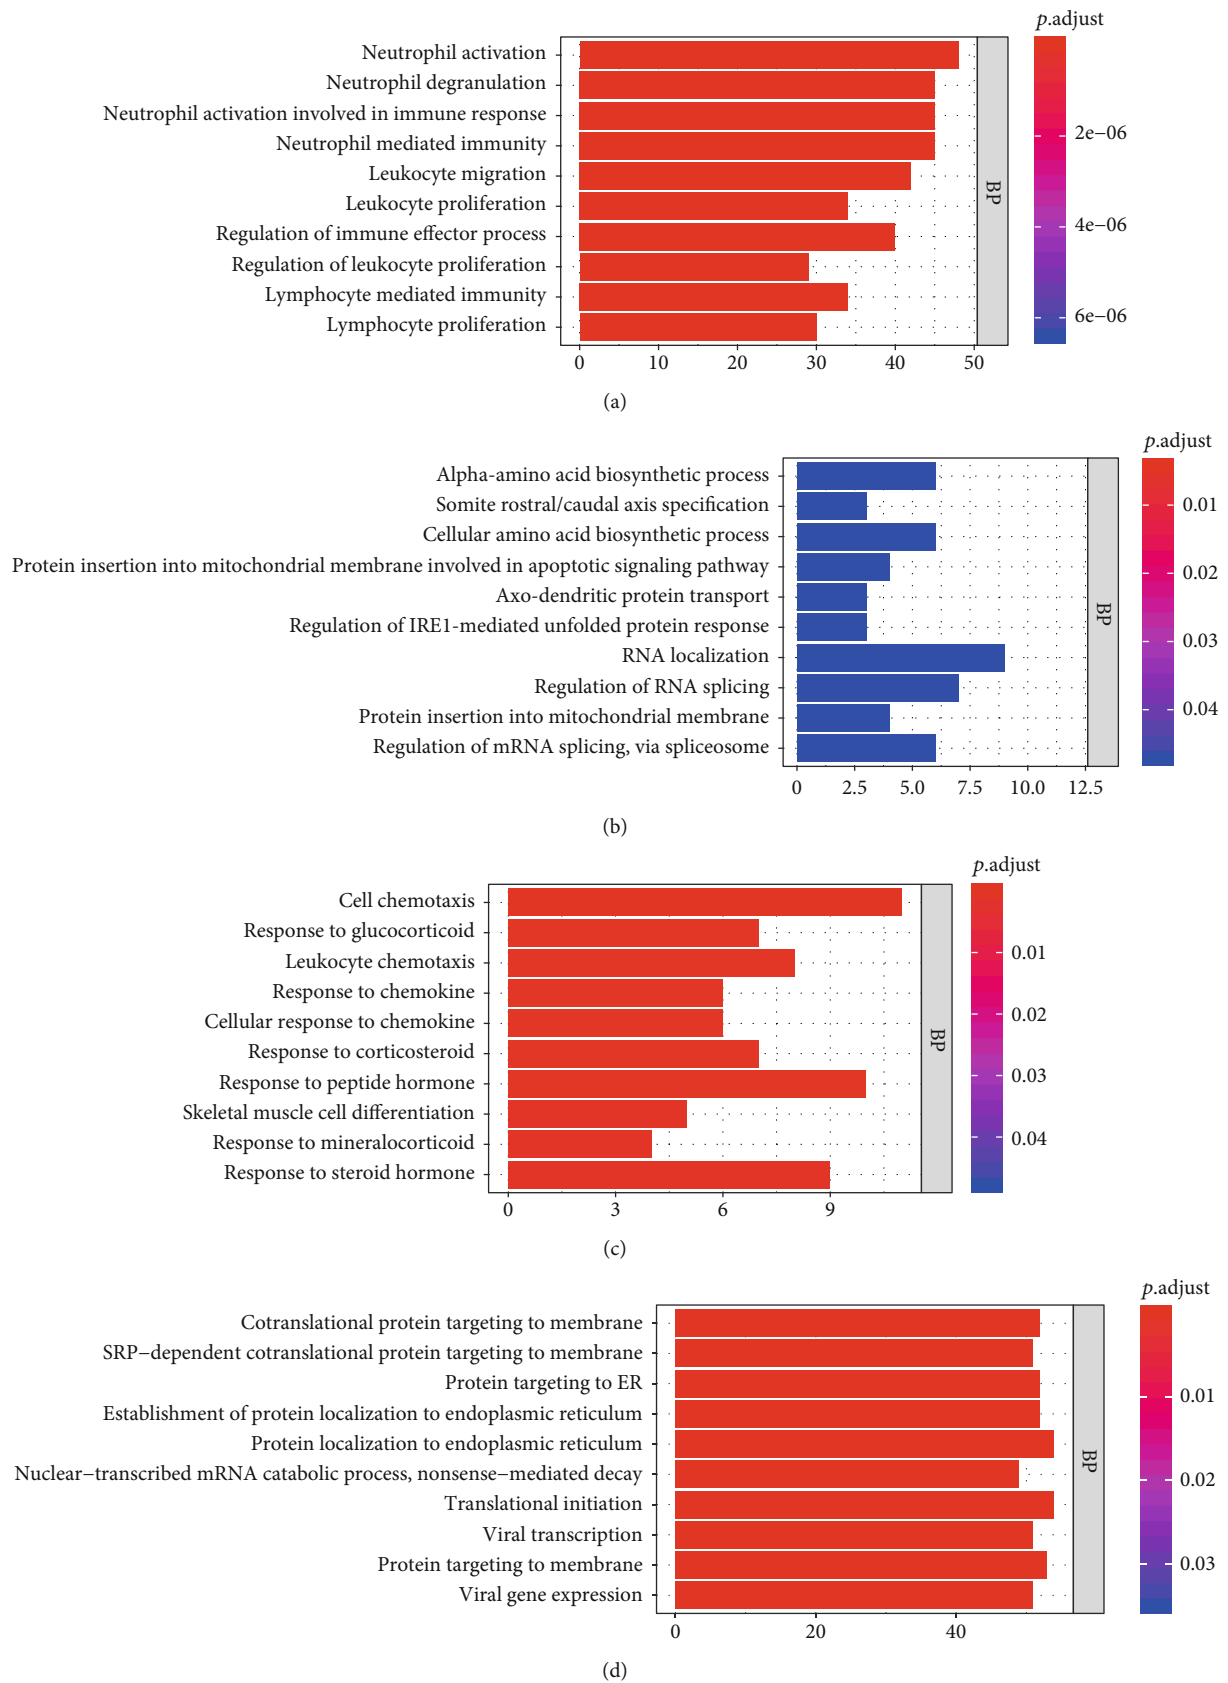 p.adjust
Neutrophil activation
Neutrophil degranulation
Neutrophil activation involved in immune response
Neutrophil mediated immunity
Leukocyte migration
Leukocyte proliferation
Regulation of immune effector process
Regulation of leukocyte proliferation
Lymphocyte mediated immunity
Lymphocyte proliferation
BP
2e−06
4e−06
6e−06
0 10 20 30 40 50
(a)
p.adjust
Alpha-amino acid biosynthetic process
Somite rostral/caudal axis specification
Cellular amino acid biosynthetic process
Protein insertion into mitochondrial membrane involved in apoptotic signaling pathway
Axo-dendritic protein transport
Regulation of IRE1-mediated unfolded protein response
RNA localization
Regulation of RNA splicing
Protein insertion into mitochondrial membrane
Regulation of mRNA splicing, via spliceosome
BP
0.01
0.02
0.03
0.04
0 2.5 5.0 7.5 10.0 12.5
(b)
p.adjust
Cell chemotaxis
Response to glucocorticoid
Leukocyte chemotaxis
Response to chemokine
Cellular response to chemokine
Response to corticosteroid
Response to peptide hormone
Skeletal muscle cell differentiation
Response to mineralocorticoid
Response to steroid hormone
BP
0.01
0.02
0.03
0.04
0 3 6 9
(c)
p.adjust
Cotranslational protein targeting to membrane
SRP−dependent cotranslational protein targeting to membrane
Protein targeting to ER
Establishment of protein localization to endoplasmic reticulum
Protein localization to endoplasmic reticulum
Nuclear−transcribed mRNA catabolic process, nonsense−mediated decay
Translational initiation
Viral transcription
Protein targeting to membrane
Viral gene expression
BP
0.01
0.02
0.03
0 20 40
(d)